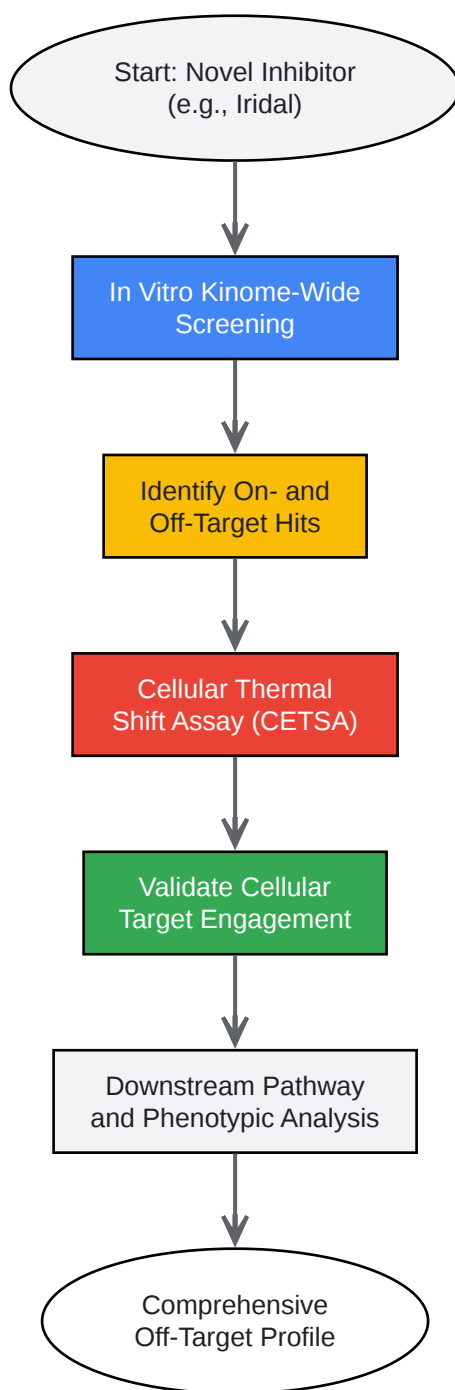 Start: Novel Inhibitor
(e.g., Iridal)
In Vitro Kinome-Wide
Screening
Identify On- and
Off-Target Hits
Cellular Thermal
Shift Assay (CETSA)
Validate Cellular
Target Engagement
Downstream Pathway
and Phenotypic Analysis
Comprehensive
Off-Target Profile